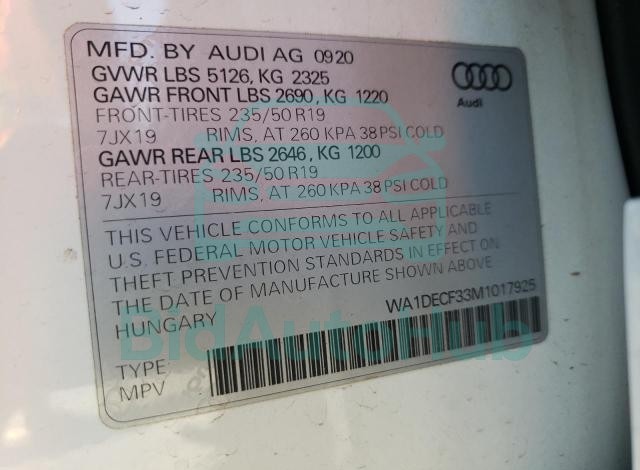 MFD. BY AUDI AG 09 20
GVWR LBS 5126, KG 2325
GAWR FRONT LBS 2690, KG 1220
FRONT-TIRES 235/50 R19
7JX19 RIMS, AT 260 KPA 38 PSI COLD
GAWR REAR LBS 2646, KG 1200
REAR-TIRES 235/50 R19
7JX19 RIMS, AT 260 KPA 38 PSI COLD
Audi
THIS VEHICLE CONFORMS TO ALL APPLICABLE
U.S. FEDERAL MOTOR VEHICLE SAFETY AND
THEFT PREVENTION STANDARDS IN EFFECT ON
THE DATE OF MANUFACTURE SHOWN ABOVE
HUNGARY
WA1DECF33M1017925
TYPE:
MPV
BidAutoHub